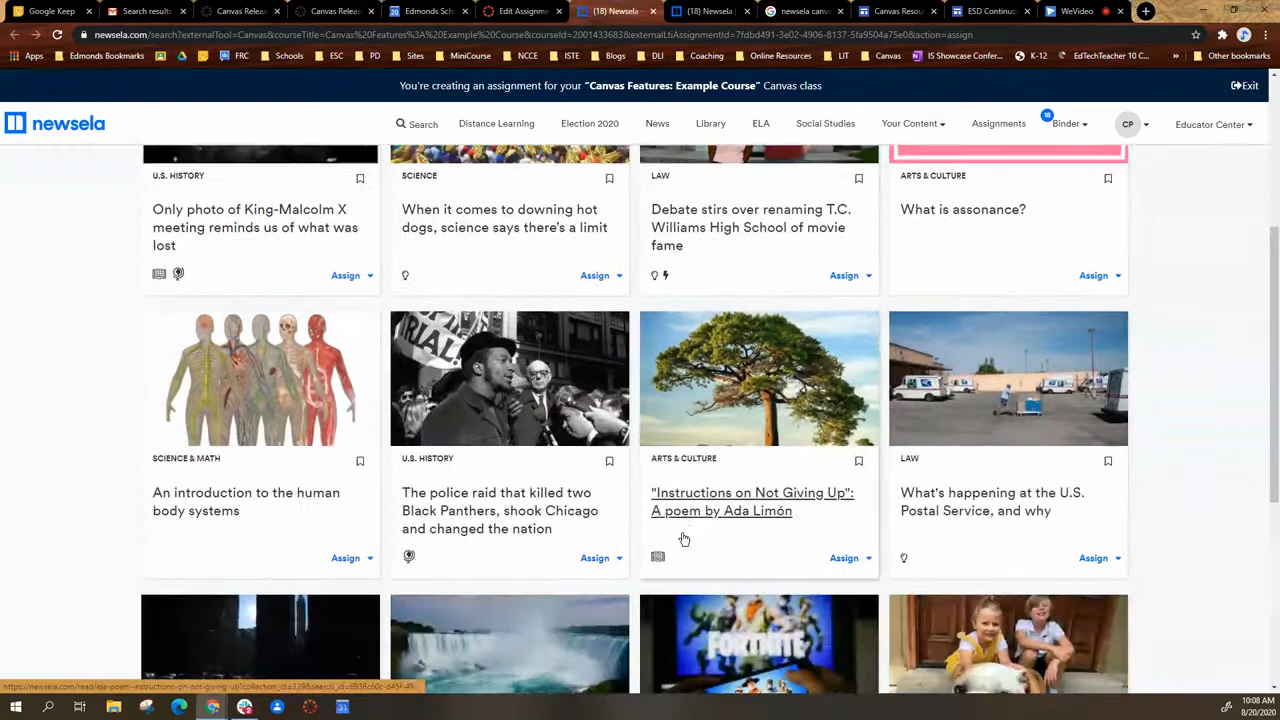 Google Keep
Search results
Canvas Relea
Canvas Relea
Edmonds Sch
Edit Assignme
(18) Newsela
(18) Newsela
newsela canva
Canvas Resou
ESD Continuo
WeVideo
newsela.com/search?externalTool=Canvas&courseTitle=Canvas%20Features%3A%20Example%20Course&courseId=2001433683&externalLtiAssignmentId=7fdbd491-3e02-4906-8137-5fa9504a75e0&action=assign
Apps
Edmonds Bookmarks
FRC
Schools
ESC
PD
Sites
MiniCourse
NCCE
ISTE
Blogs
DLI
Coaching
Online Resources
LIT
Canvas
IS Showcase Confe...
K-12
EdTechTeacher 10 C...
Other bookmarks
You're creating an assignment for your “Canvas Features: Example Course” Canvas class
Exit
newsela
Search
Distance Learning
Election 2020
News
Library
ELA
Social Studies
Your Content
Assignments
18
Binder
CP
Educator Center
U.S. HISTORY
Only photo of King-Malcolm X
meeting reminds us of what was
lost
Assign
SCIENCE
When it comes to downing hot
dogs, science says there's a limit
Assign
LAW
Debate stirs over renaming T.C.
Williams High School of movie
fame
Assign
ARTS & CULTURE
What is assonance?
Assign
SCIENCE & MATH
An introduction to the human
body systems
Assign
TRIAL
U.S. HISTORY
The police raid that killed two
Black Panthers, shook Chicago
and changed the nation
Assign
ARTS & CULTURE
"Instructions on Not Giving Up":
A poem by Ada Limón
Assign
LAW
What's happening at the U.S.
Postal Service, and why
Assign
FORTNITE
10:08 AM
8/20/2020